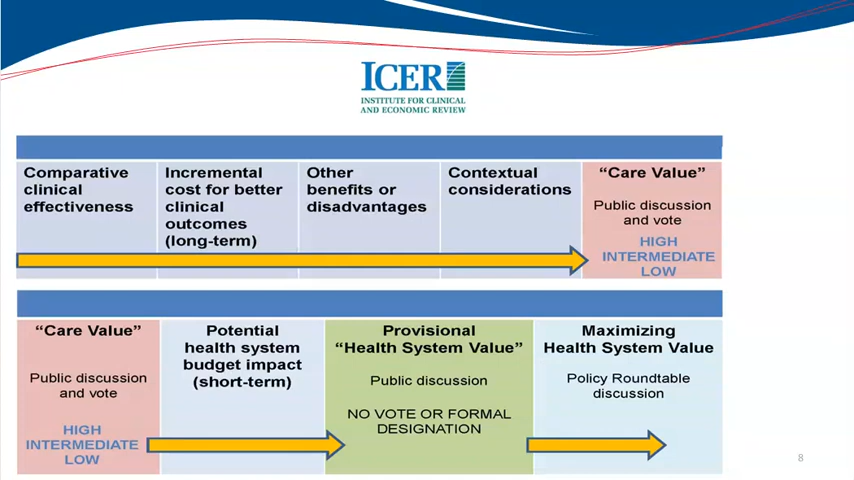 ICER
INSTITUTE FOR CLINICAL
AND ECONOMIC REVIEW
Comparative
clinical
effectiveness
Incremental
cost for better
clinical
outcomes
(long-term)
Other
benefits or
disadvantages
Contextual
considerations
“Care Value”
Public discussion
and vote
HIGH
INTERMEDIATE
LOW
“Care Value”
Public discussion
and vote
HIGH
INTERMEDIATE
LOW
Potential
health system
budget impact
(short-term)
Provisional
“Health System Value”
Public discussion
NO VOTE OR FORMAL
DESIGNATION
Maximizing
Health System Value
Policy Roundtable
discussion
8